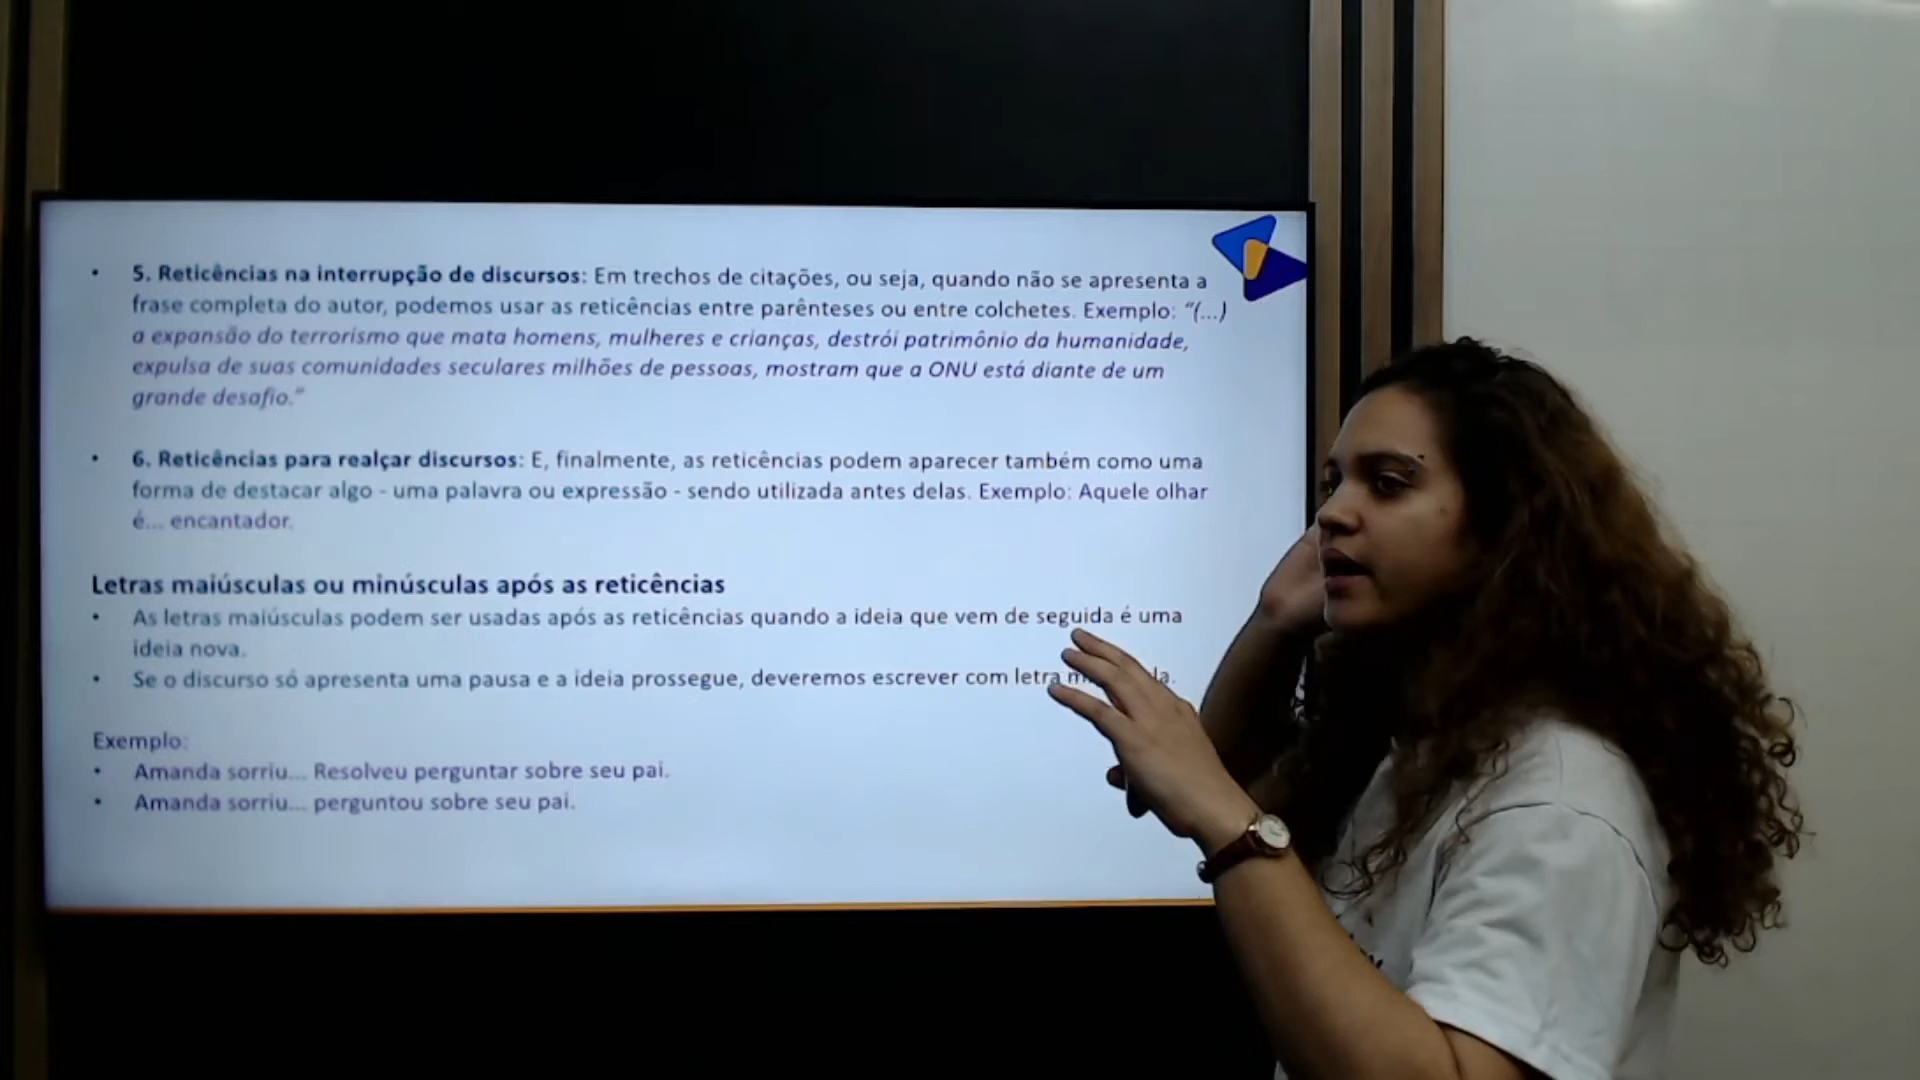 • 5. Reticências na interrupção de discursos: Em trechos de citações, ou seja, quando não se apresenta a
frase completa do autor, podemos usar as reticências entre parênteses ou entre colchetes. Exemplo: “(...)
a expansão do terrorismo que mata homens, mulheres e crianças, destrói patrimônio da humanidade,
expulsa de suas comunidades seculares milhões de pessoas, mostram que a ONU está diante de um
grande desafio.”
• 6. Reticências para realçar discursos: E, finalmente, as reticências podem aparecer também como uma
forma de destacar algo - uma palavra ou expressão - sendo utilizada antes delas. Exemplo: Aquele olhar
é... encantador.
Letras maiúsculas ou minúsculas após as reticências
• As letras maiúsculas podem ser usadas após as reticências quando a ideia que vem de seguida é uma
ideia nova.
• Se o discurso só apresenta uma pausa e a ideia prossegue, deveremos escrever com letra
Exemplo:
• Amanda sorriu... Resolveu perguntar sobre seu pai.
• Amanda sorriu... perguntou sobre seu pai.